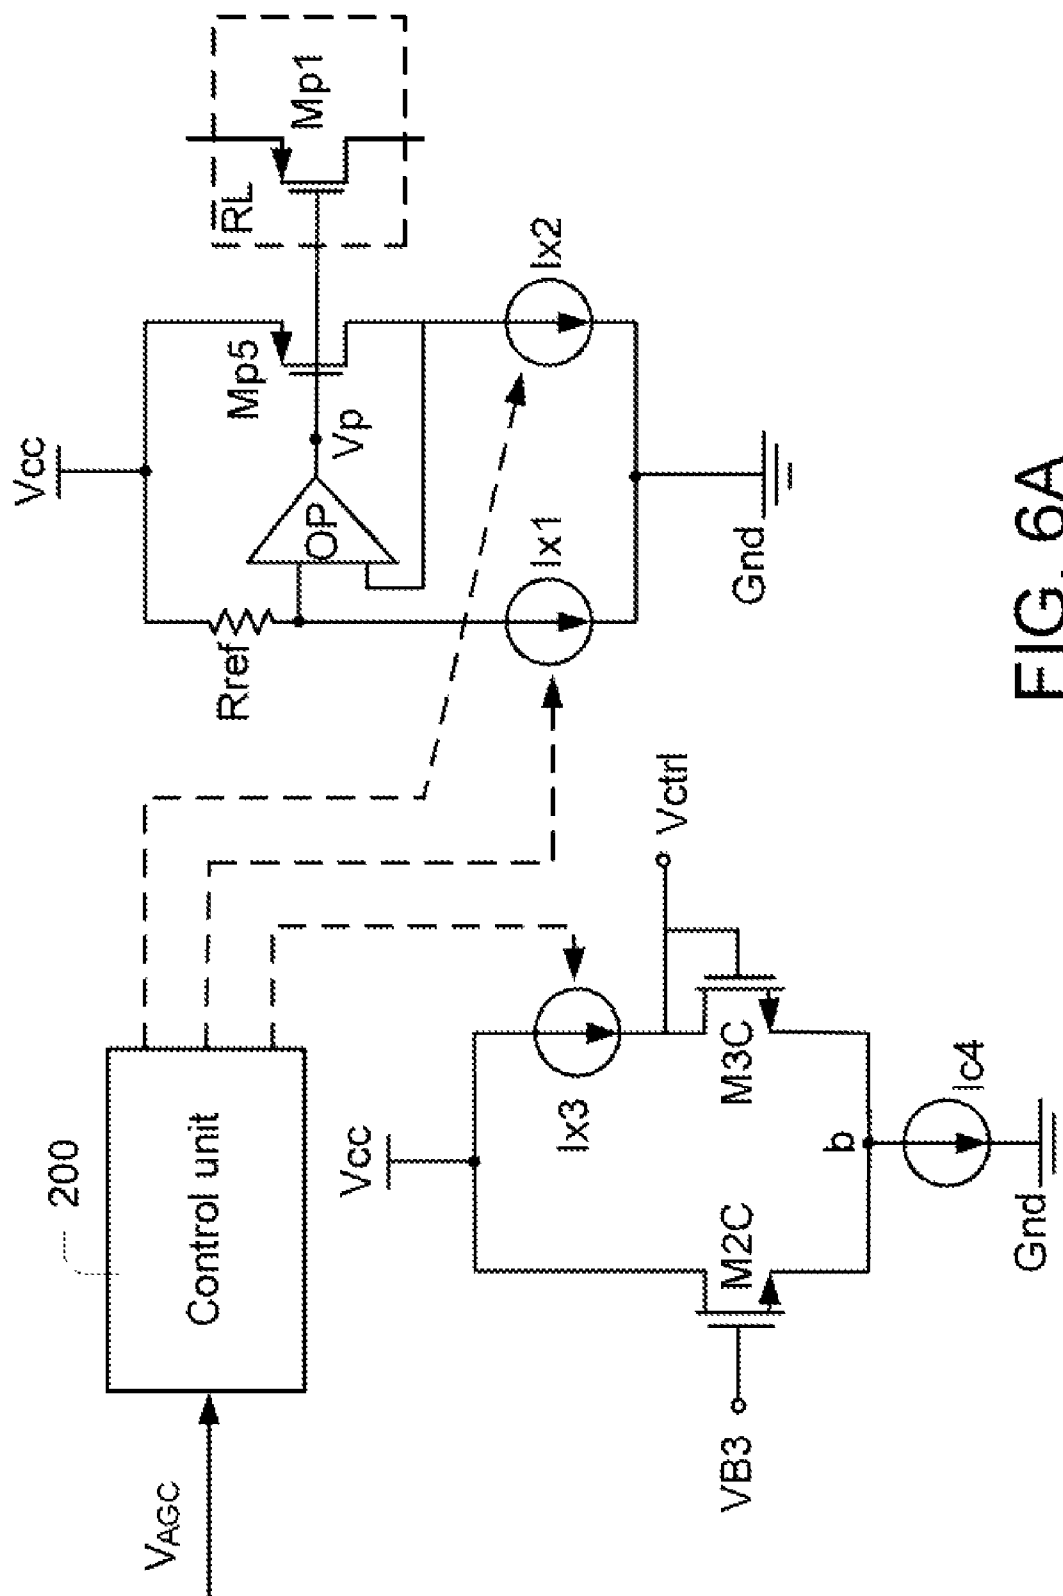 VAGC
200
Control unit
Vcc
Rref
OP
Vp
Mp5
RL
Mp1
Ix1
Ix2
Gnd
Vcc
Ix3
Vctrl
VB3
M2C
M3C
b
Ic4
Gnd
FIG. 6A